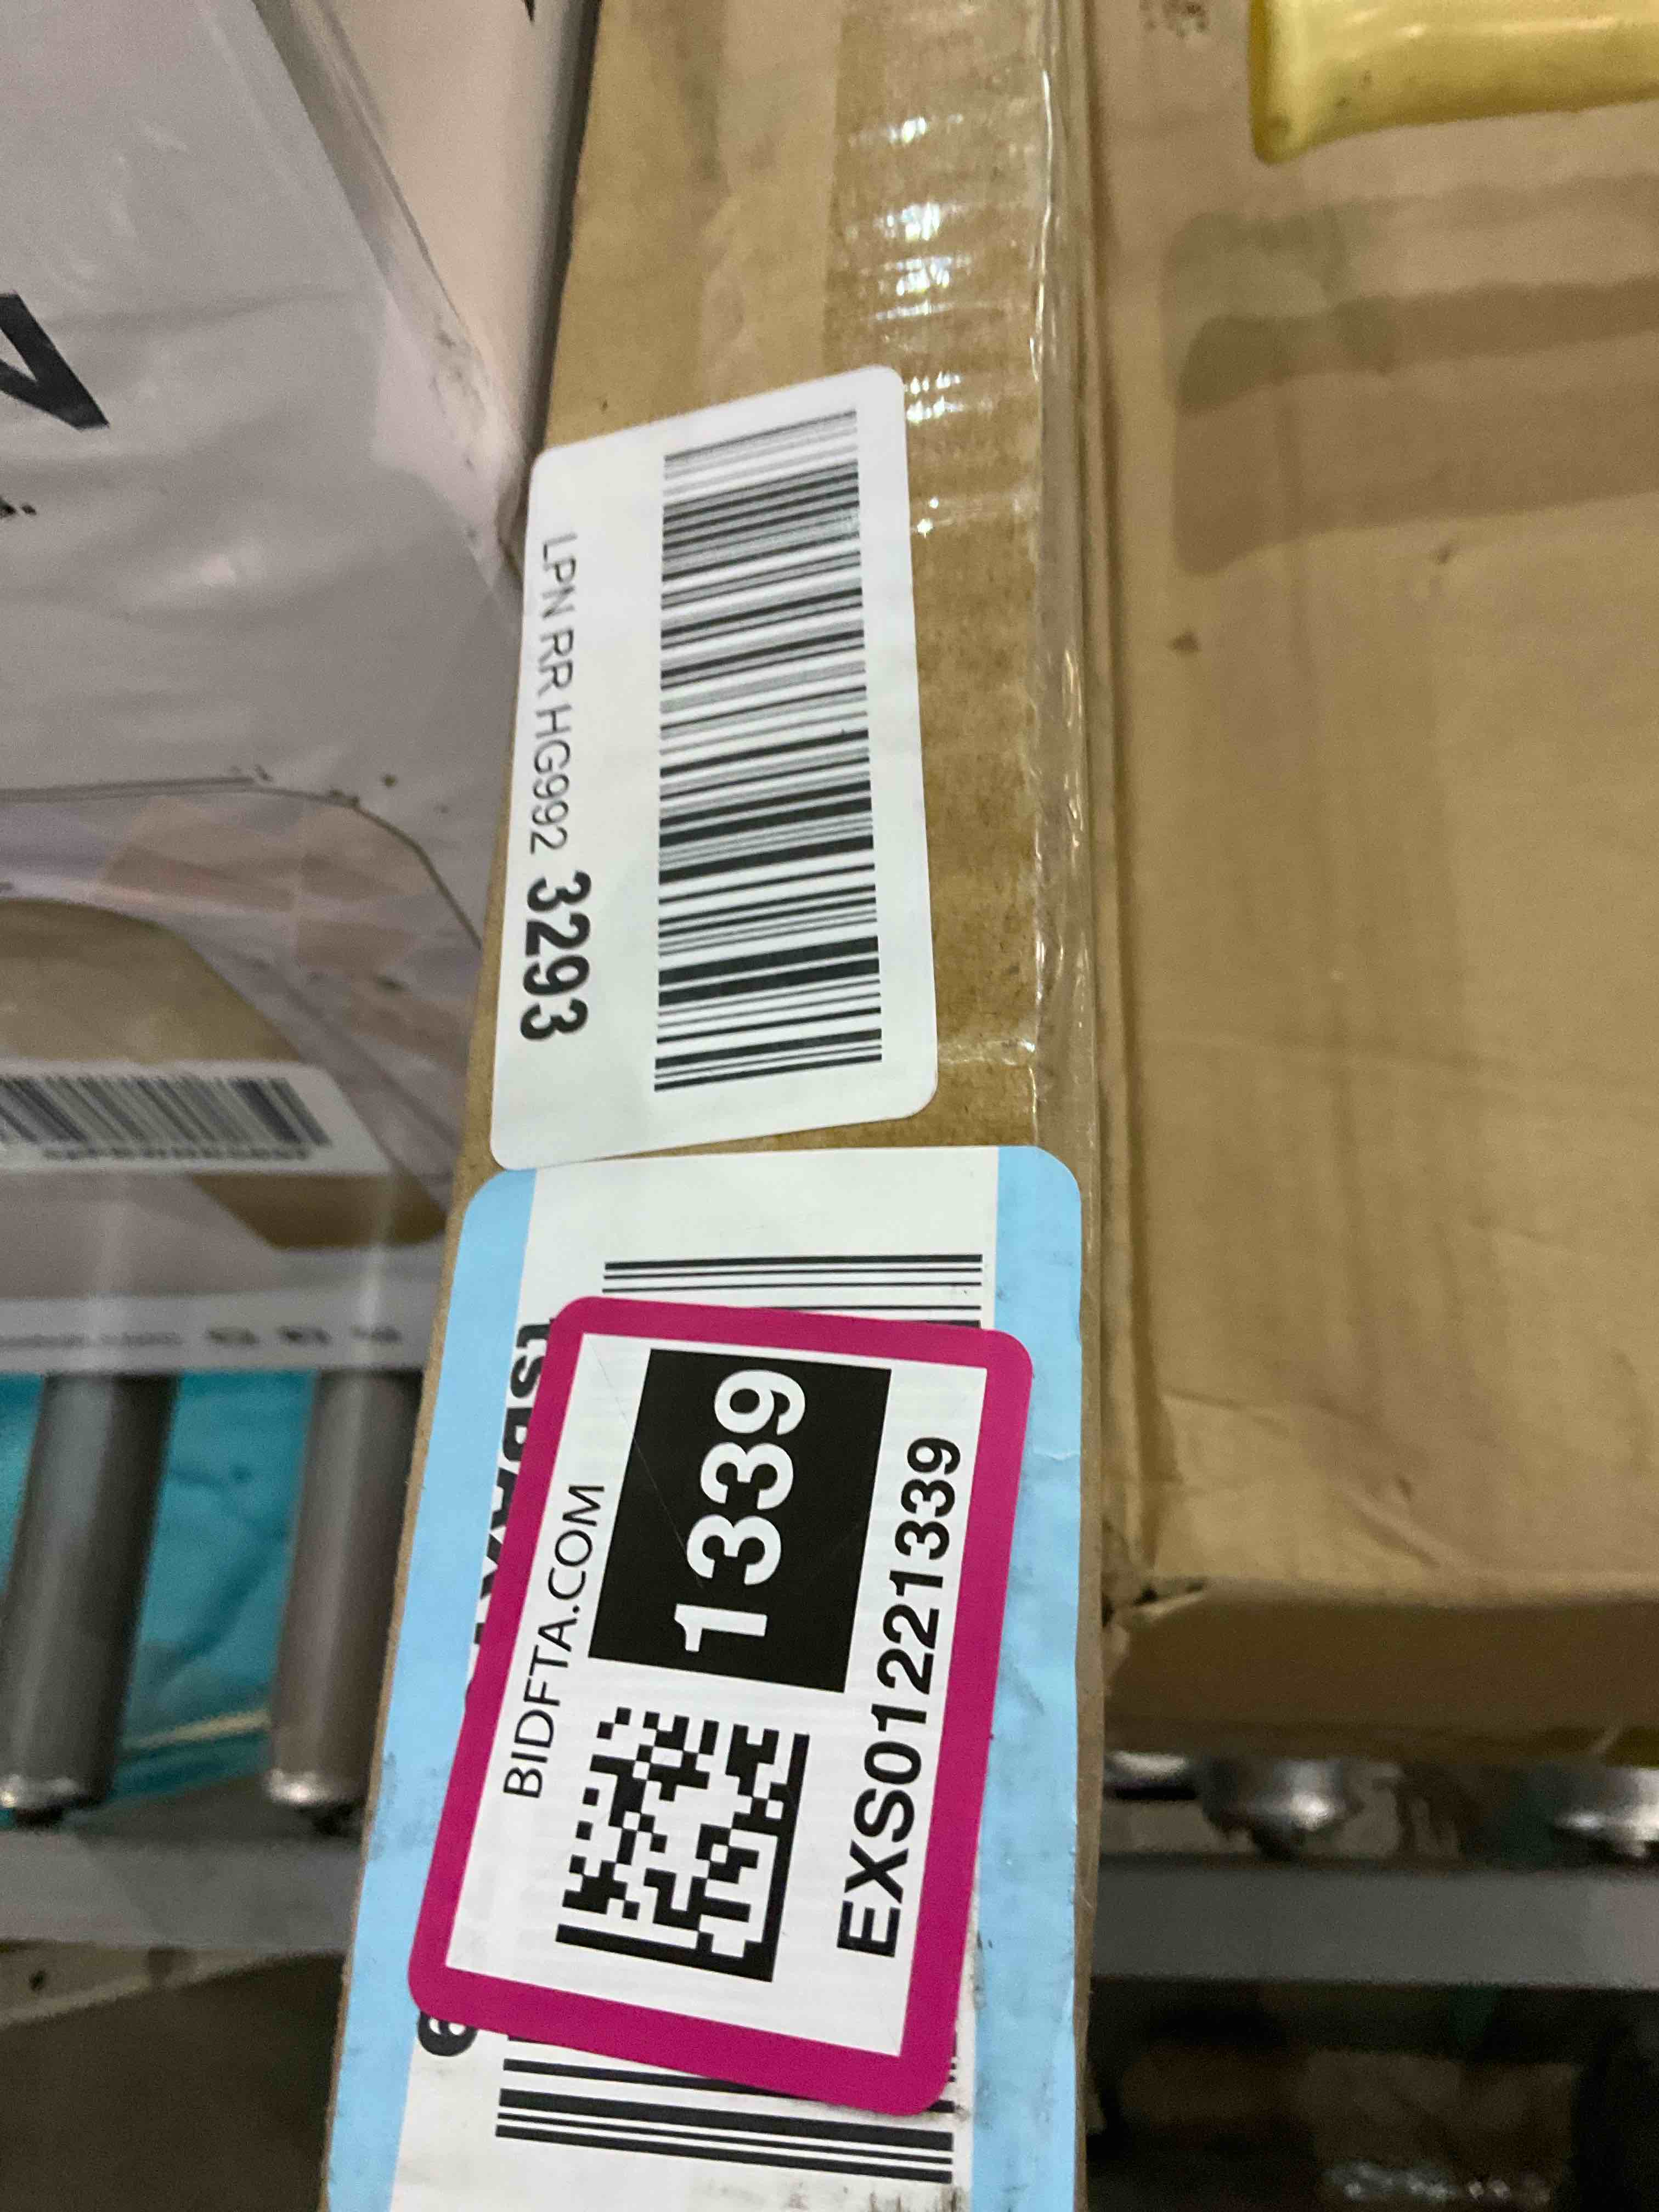 LPN RR HG992 3293
BIDFTA.COM
1339
EXS01221339